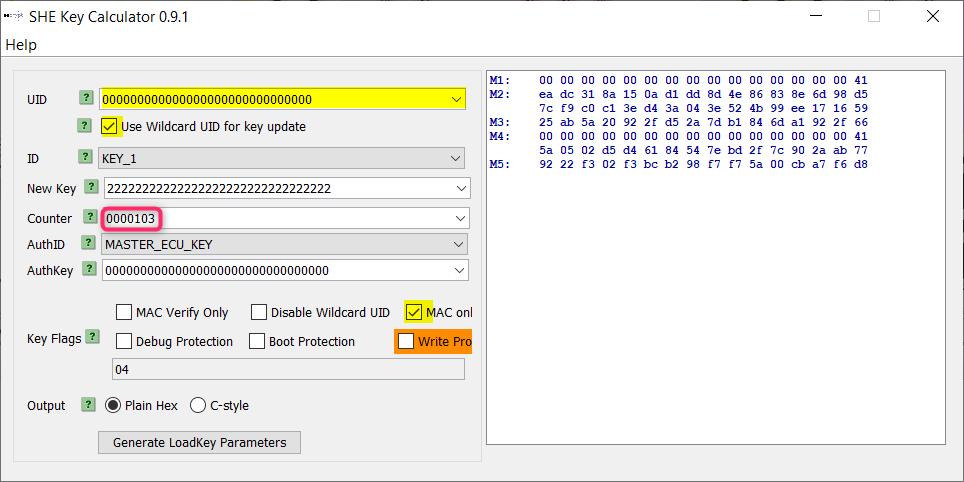 SHE Key Calculator 0.9.1
Help
UID ? 000000000000000000000000000000
? Use Wildcard UID for key update
ID ? KEY_1
New Key ? 22222222222222222222222222222222
Counter ? 0000103
AuthID ? MASTER_ECU_KEY
AuthKey ? 00000000000000000000000000000000
MAC Verify Only Disable Wildcard UID MAC onl
Key Flags ? Debug Protection Boot Protection Write Pro
04
Output ? Plain Hex C-style
Generate LoadKey Parameters
M1: 00 00 00 00 00 00 00 00 00 00 00 00 00 00 00 41
M2: ea dc 31 8a 15 0a d1 dd 8d 4e 86 83 8e 6d 98 d5
7c f9 c0 c1 3e d4 3a 04 3e 52 4b 99 ee 17 16 59
M3: 25 ab 5a 20 92 2f d5 2a 7d b1 84 6d a1 92 2f 66
M4: 00 00 00 00 00 00 00 00 00 00 00 00 00 00 00 41
5a 05 02 d5 d4 61 84 54 7e bd 2f 7c 90 2a ab 77
M5: 92 22 f3 02 f3 bc b2 98 f7 f7 5a 00 cb a7 f6 d8